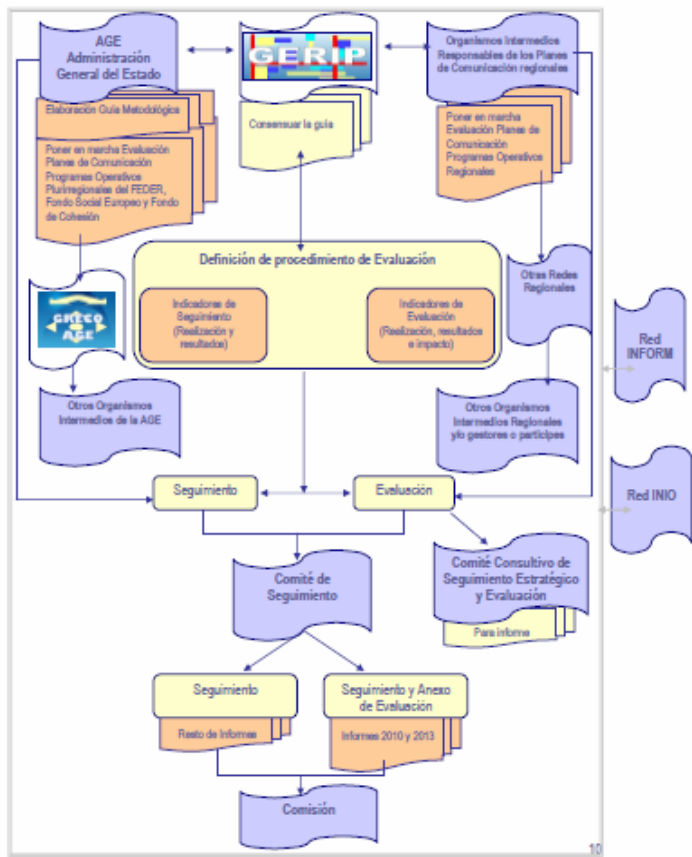 AGE
Administración
General del Estado
GERIP
Organismos Intermedios
Responsables de los Planes
de Comunicación regionales
Elaboración Guía Metodológica
Consensuar la guía
Poner en marcha Evaluación
Planes de Comunicación
Programas Operativos
Plurirregionales del FEDER,
Fondo Social Europeo y Fondo
de Cohesión
Poner en marcha
Evaluación Planes de
Comunicación
Programas Operativos
Regionales
Definición de procedimiento de Evaluación
Indicadores de
Seguimiento
(Realización y
resultados)
Indicadores de
Evaluación
(Realización, resultados
e impacto)
GRECO
AGE
Otras Redes
Regionales
Red
INFORM
Otros Organismos
Intermedios de la AGE
Otros Organismos
Intermedios Regionales
y/o gestores o partícipes
Seguimiento
Evaluación
Red INIO
Comité de
Seguimiento
Comité Consultivo de
Seguimiento Estratégico
y Evaluación
Para informe
Seguimiento
Seguimiento y Anexo
de Evaluación
Resto de Informes
Informes 2010 y 2013
Comisión
10